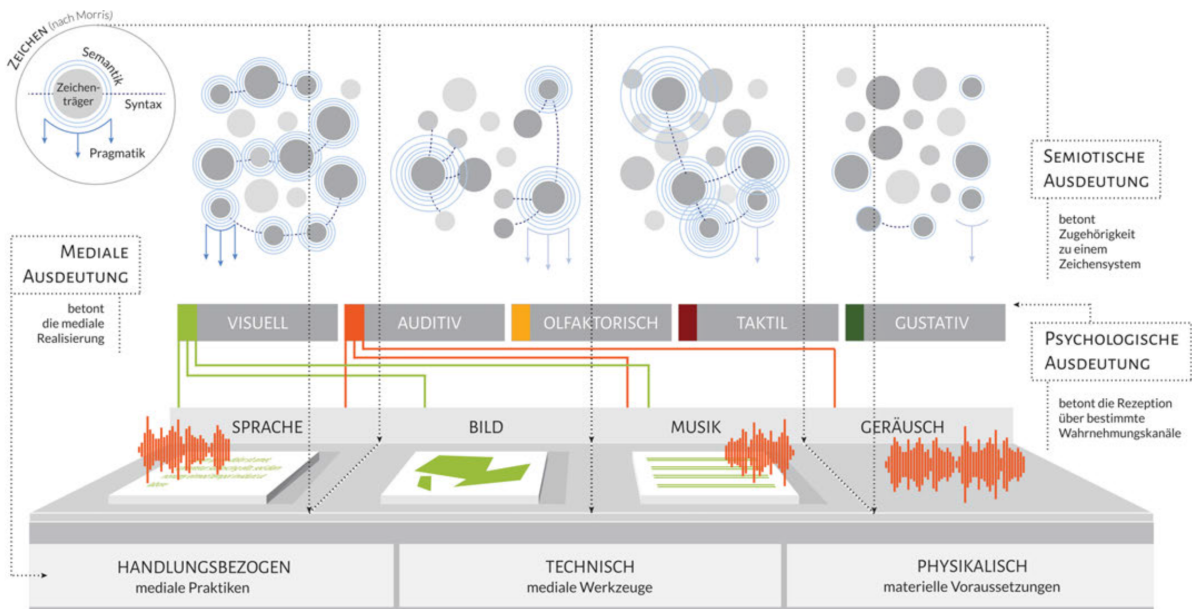 ZEICHEN (nach Morris)
Semantik
Zeichen-
träger
Syntax
Pragmatik
SEMIOTISCHE
AUSDEUTUNG
betont
Zugehörigkeit
zu einem
Zeichensystem
MEDIALE
AUSDEUTUNG
betont
die mediale
Realisierung
VISUELL
AUDITIV
OLFAKTORISCH
TAKTIL
GUSTATIV
PSYCHOLOGISCHE
AUSDEUTUNG
betont die Rezeption
über bestimmte
Wahrnehmungskanäle
SPRACHE
BILD
MUSIK
GERÄUSCH
HANDLUNGSBEZOGEN
mediale Praktiken
TECHNISCH
mediale Werkzeuge
PHYSIKALISCH
materielle Voraussetzungen